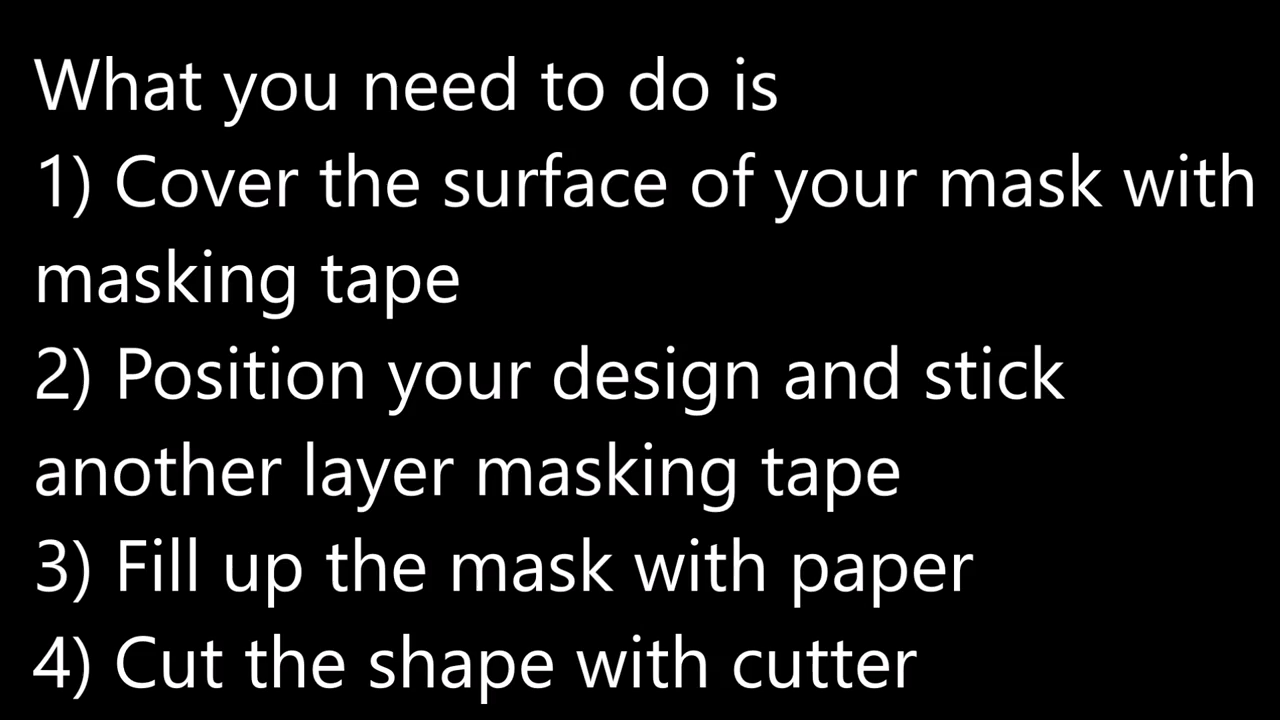 What you need to do is
1) Cover the surface of your mask with
masking tape
2) Position your design and stick
another layer masking tape
3) Fill up the mask with paper
4) Cut the shape with cutter